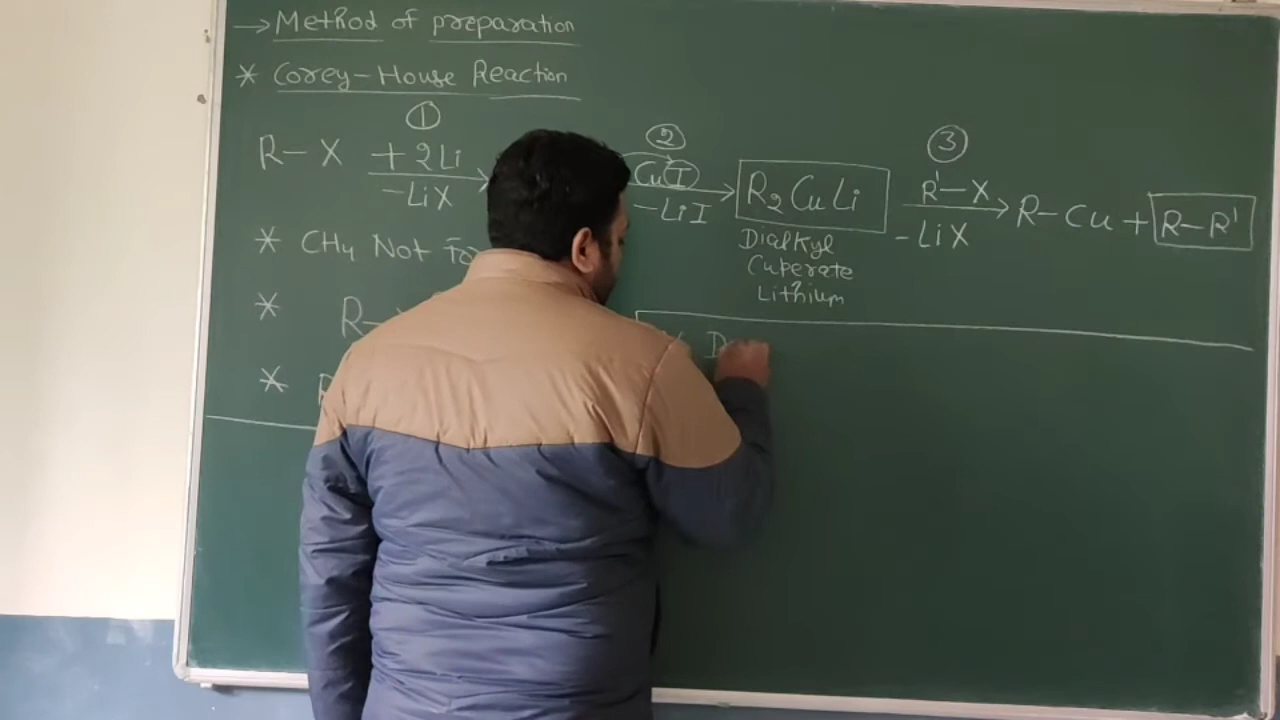 → Method of preparation
* Corey-House Reaction
① ② ③
R-X +2Li CuI R₂CuLi R'-X R-Cu + R-R'
-LiX -LiI -LiX
Dialkyl
Cuperate
Lithium
* CH4 Not
* R-
*